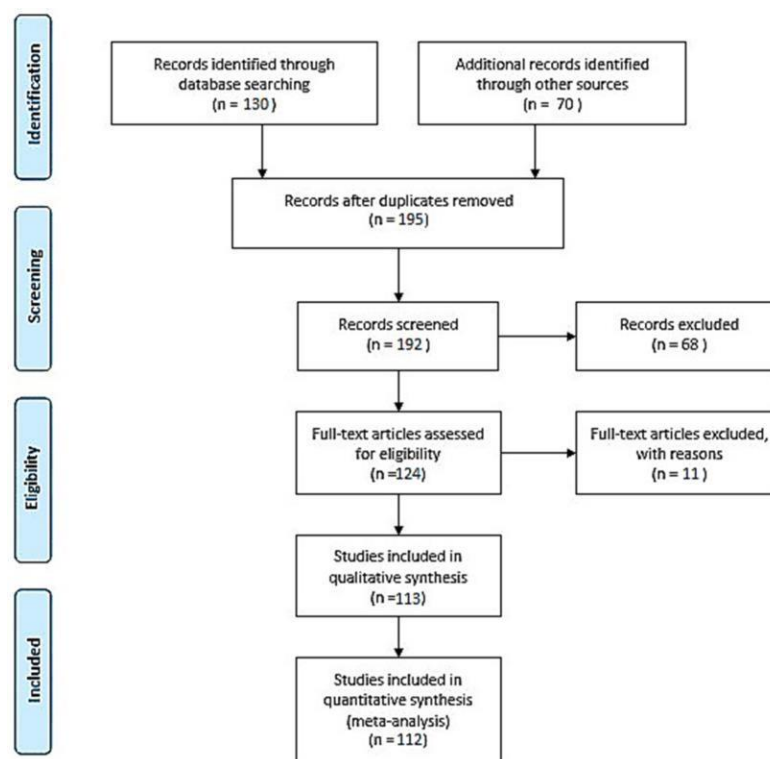 Identification
Records identified through
database searching
(n = 130 )
Additional records identified
through other sources
(n = 70 )
Records after duplicates removed
(n = 195)
Screening
Records screened
(n = 192 )
Records excluded
(n = 68 )
Eligibility
Full-text articles assessed
for eligibility
(n =124)
Full-text articles excluded,
with reasons
(n = 11 )
Studies included in
qualitative synthesis
(n =113)
Included
Studies included in
quantitative synthesis
(meta-analysis)
(n = 112)